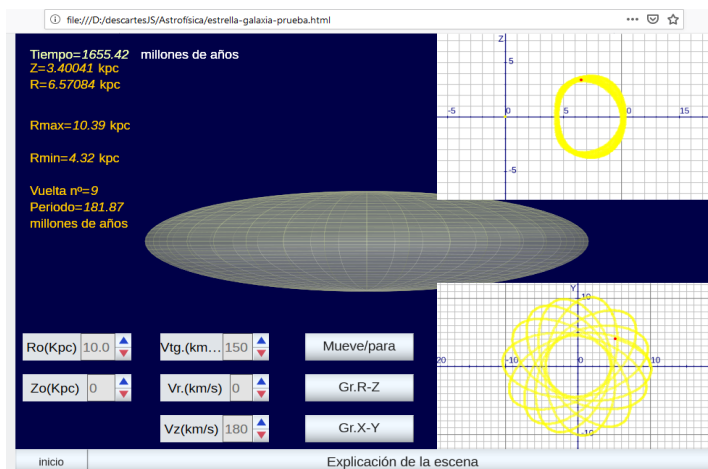 file:///D:/descartesJS/Astrofísica/estrella-galaxia-prueba.html
Tiempo=1655.42 millones de años
Z=3.40041 kpc
R=6.57084 kpc
Rmax=10.39 kpc
Rmin=4.32 kpc
Vuelta nº=9
Periodo=181.87
millones de años
Z
5
-5 0 5 10 15
-5
Y
10
20 -10 0 10
-10
Ro(Kpc) 10.0
Vtg.(km... 150
Mueve/para
Zo(Kpc) 0
Vr.(km/s) 0
Gr.R-Z
Vz(km/s) 180
Gr.X-Y
inicio
Explicación de la escena